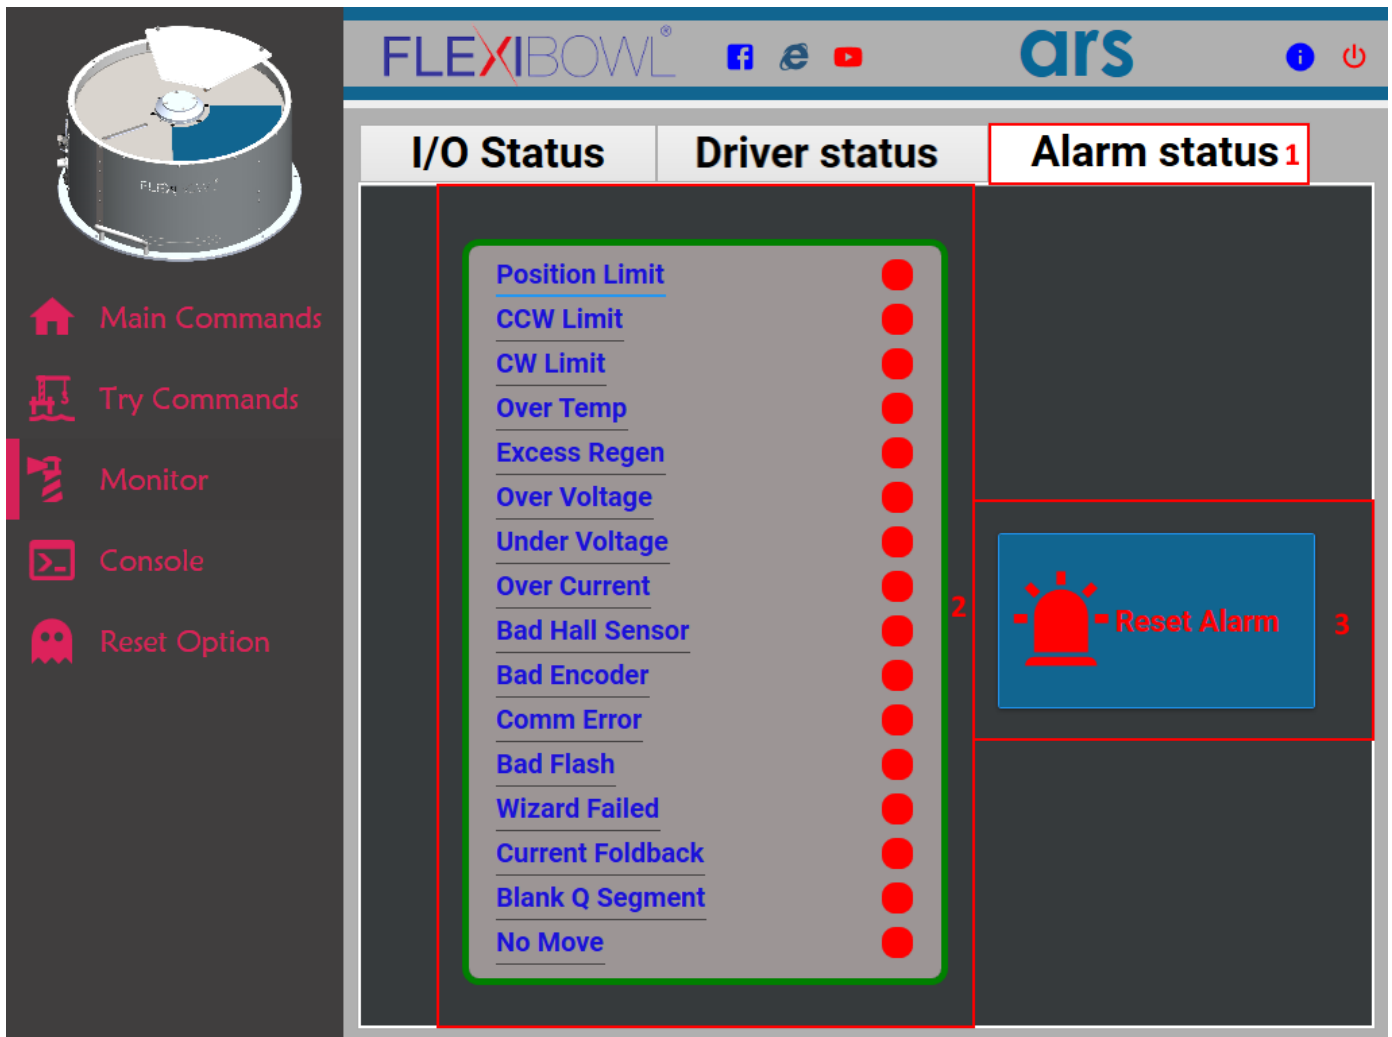 FLEXIBOWL®
ars
I/O Status
Driver status
Alarm status 1
Main Commands
Try Commands
Monitor
Console
Reset Option
Position Limit
CCW Limit
CW Limit
Over Temp
Excess Regen
Over Voltage
Under Voltage
Over Current
Bad Hall Sensor
Bad Encoder
Comm Error
Bad Flash
Wizard Failed
Current Foldback
Blank Q Segment
No Move
2
Reset Alarm
3